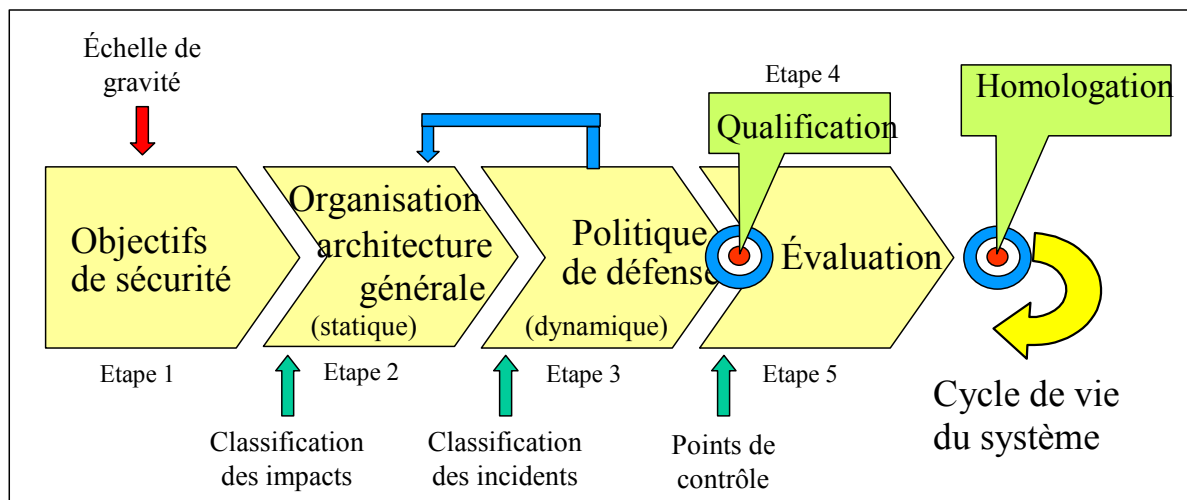 Échelle de
gravité
Etape 4
Qualification
Homologation
Objectifs
de sécurité
Organisation
architecture
générale
(statique)
Politique
de défense
(dynamique)
Évaluation
Etape 1
Etape 2
Etape 3
Etape 5
Classification
des impacts
Classification
des incidents
Points de
contrôle
Cycle de vie
du système